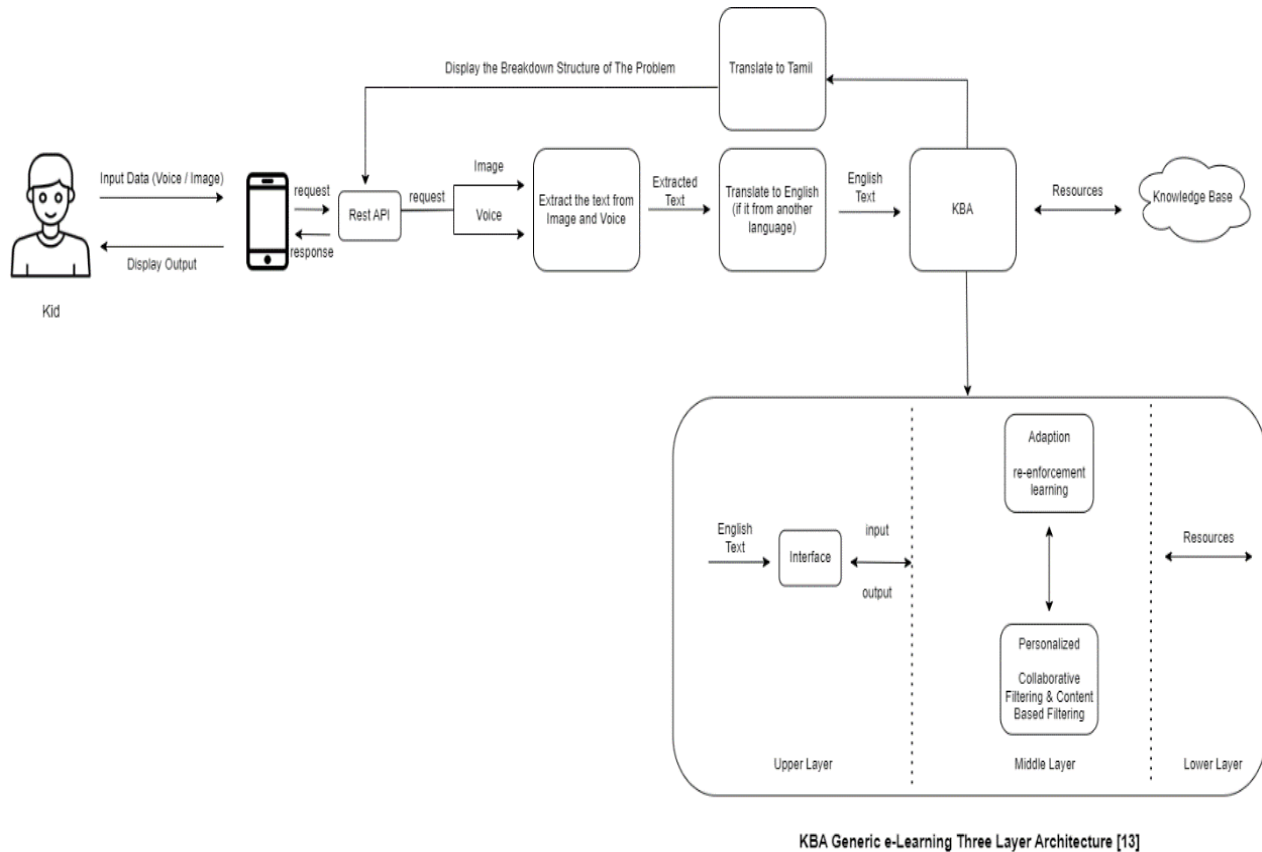 Display the Breakdown Structure of The Problem
Translate to Tamil
Input Data (Voice / Image)
Display Output
Kid
request
response
Rest API
request
Image
Voice
Extract the text from
Image and Voice
Extracted
Text
Translate to English
(if it from another
language)
English
Text
KBA
Resources
Knowledge Base
English
Text
Interface
input
output
Adaption
re-enforcement
learning
Personalized
Collaborative
Filtering & Content
Based Filtering
Resources
Upper Layer
Middle Layer
Lower Layer
KBA Generic e-Learning Three Layer Architecture [13]